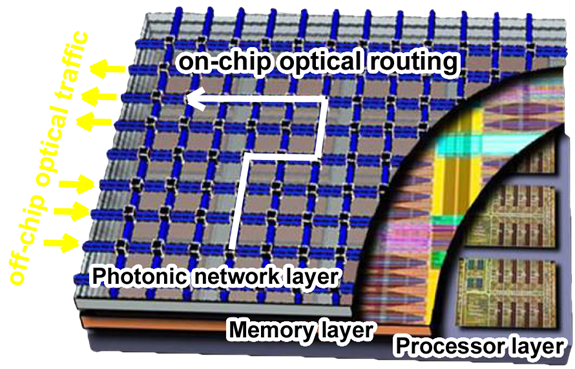 on-chip optical routing
off-chip optical traffic
Photonic network layer
Memory layer
Processor layer